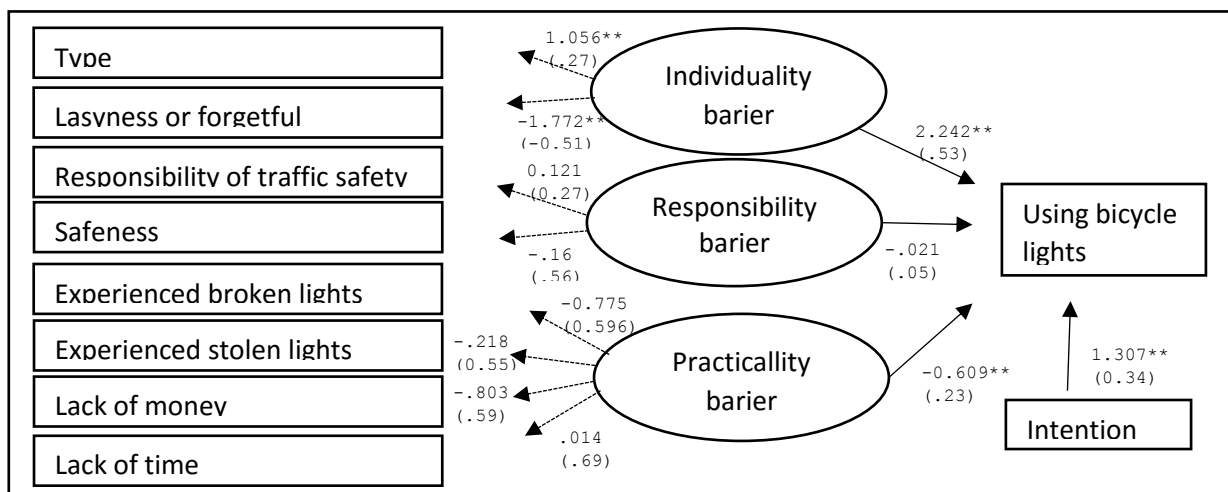 Type
Lasyness or forgetful
Responsibility of traffic safety
Safeness
Experienced broken lights
Experienced stolen lights
Lack of money
Lack of time
1.056**
(.27)
-1.772**
(-0.51)
0.121
(0.27)
-.16
(.56)
-0.775
(0.596)
-.218
(0.55)
-.803
(.59)
.014
(.69)
Individuality
barier
Responsibility
barier
Practicallity
barier
2.242**
(.53)
-.021
(.05)
-0.609**
(.23)
Using bicycle
lights
1.307**
(0.34)
Intention